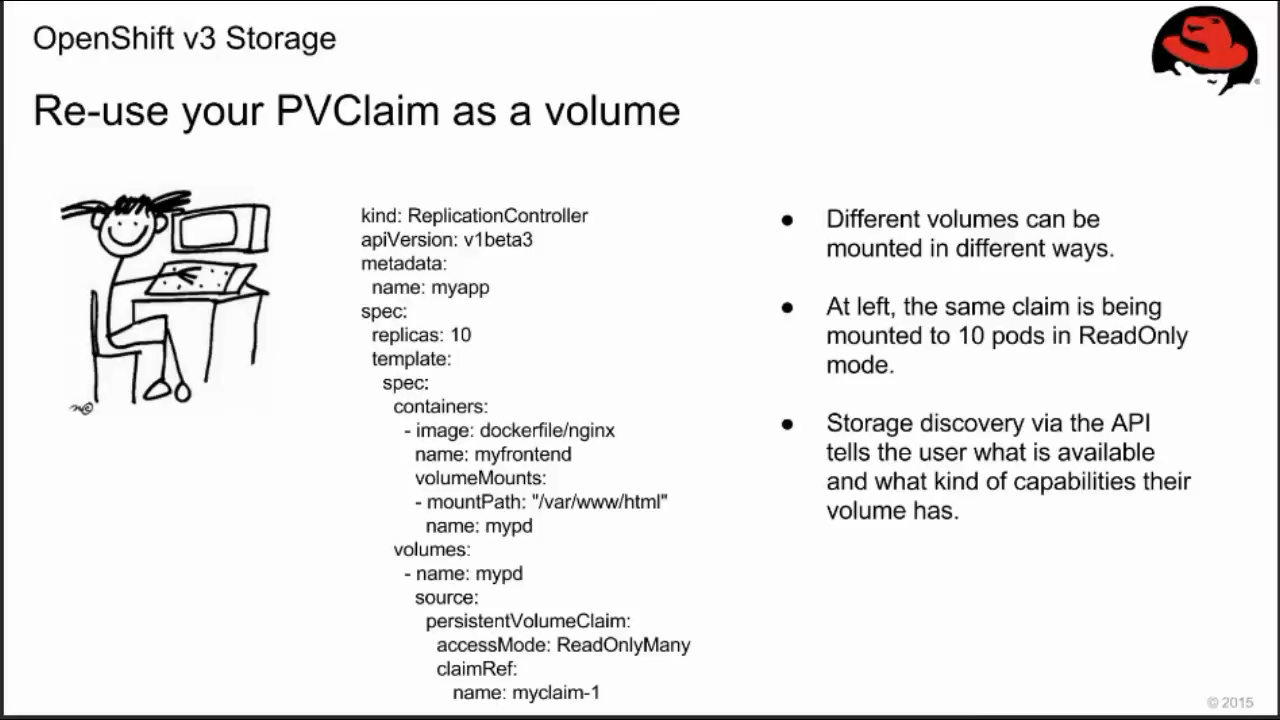 OpenShift v3 Storage
Re-use your PVClaim as a volume
kind: ReplicationController
apiVersion: v1beta3
metadata:
name: myapp
spec:
replicas: 10
template:
spec:
containers:
- image: dockerfile/nginx
name: myfrontend
volumeMounts:
- mountPath: "/var/www/html"
name: mypd
volumes:
- name: mypd
source:
persistentVolumeClaim:
accessMode: ReadOnlyMany
claimRef:
name: myclaim-1
● Different volumes can be
mounted in different ways.
● At left, the same claim is being
mounted to 10 pods in ReadOnly
mode.
● Storage discovery via the API
tells the user what is available
and what kind of capabilities their
volume has.
© 2015